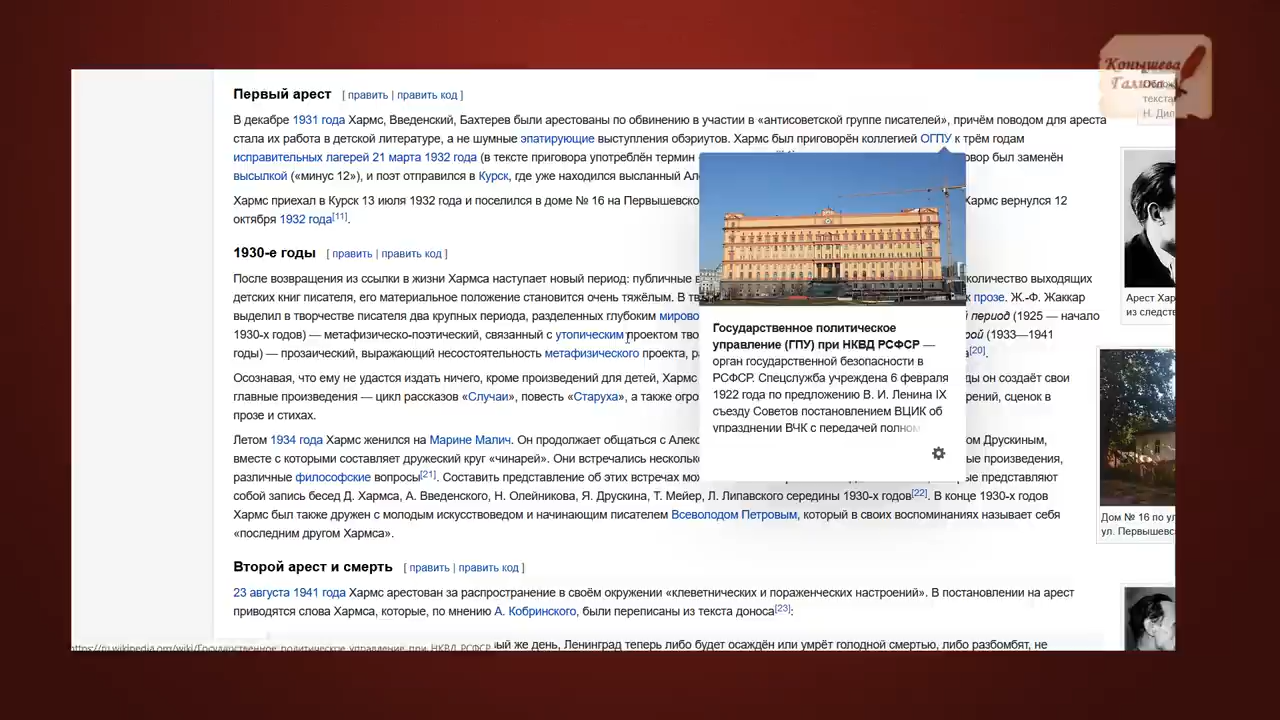 Конышева
Галина
текста
Н. Дил
Первый арест [ править | править код ]
В декабре 1931 года Хармс, Введенский, Бахтерев были арестованы по обвинению в участии в «антисоветской группе писателей», причём поводом для ареста
стала их работа в детской литературе, а не шумные эпатирующие выступления обэриутов. Хармс был приговорён коллегией ОГПУ к трём годам
исправительных лагерей 21 марта 1932 года (в тексте приговора употреблён термин вор был заменён
высылкой («минус 12»), и поэт отправился в Курск, где уже находился высланный
Хармс приехал в Курск 13 июля 1932 года и поселился в доме № 16 на Первышевско Хармс вернулся 12
октября 1932 года[11].
1930-е годы [ править | править код ]
После возвращения из ссылки в жизни Хармса наступает новый период: публичные количество выходящих
детских книг писателя, его материальное положение становится очень тяжёлым. В к прозе. Ж.-Ф. Жаккар
выделил в творчестве писателя два крупных периода, разделенных глубоким мирово период (1925 — начало
1930-х годов) — метафизическо-поэтический, связанный с утопическим проектом тво рой (1933—1941
годы) — прозаический, выражающий несостоятельность метафизического проекта, [20].
Осознавая, что ему не удастся издать ничего, кроме произведений для детей, Хармс ды он создаёт свои
главные произведения — цикл рассказов «Случаи», повесть «Старуха», а также огро рений, сценок в
прозе и стихах.
Летом 1934 года Хармс женился на Марине Малич. Он продолжает общаться с Алекс ом Друскиным,
вместе с которыми составляет дружеский круг «чинарей». Они встречались нескольк ые произведения,
различные философские вопросы[21]. Составить представление об этих встречах мож рые представляют
собой запись бесед Д. Хармса, А. Введенского, Н. Олейникова, Я. Друскина, Т. Мейер, Л. Липавского середины 1930-х годов[22]. В конце 1930-х годов
Хармс был также дружен с молодым искусствоведом и начинающим писателем Всеволодом Петровым, который в своих воспоминаниях называет себя
«последним другом Хармса».
Второй арест и смерть [ править | править код ]
23 августа 1941 года Хармс арестован за распространение в своём окружении «клеветнических и пораженческих настроений». В постановлении на арест
приводятся слова Хармса, которые, по мнению А. Кобринского, были переписаны из текста доноса[23]:
ый же день, Ленинград теперь либо будет осаждён или умрёт голодной смертью, либо разбомбят, не
https://ru.wikipedia.org/wiki/Государственное_политическое_управление_при_НКВД_РСФСР
Государственное политическое
управление (ГПУ) при НКВД РСФСР —
орган государственной безопасности в
РСФСР. Спецслужба учреждена 6 февраля
1922 года по предложению В. И. Ленина IX
съезду Советов постановлением ВЦИК об
упразднении ВЧК с передачей полном
Арест Хар
из следств
Дом № 16 по ул
ул. Первышевс